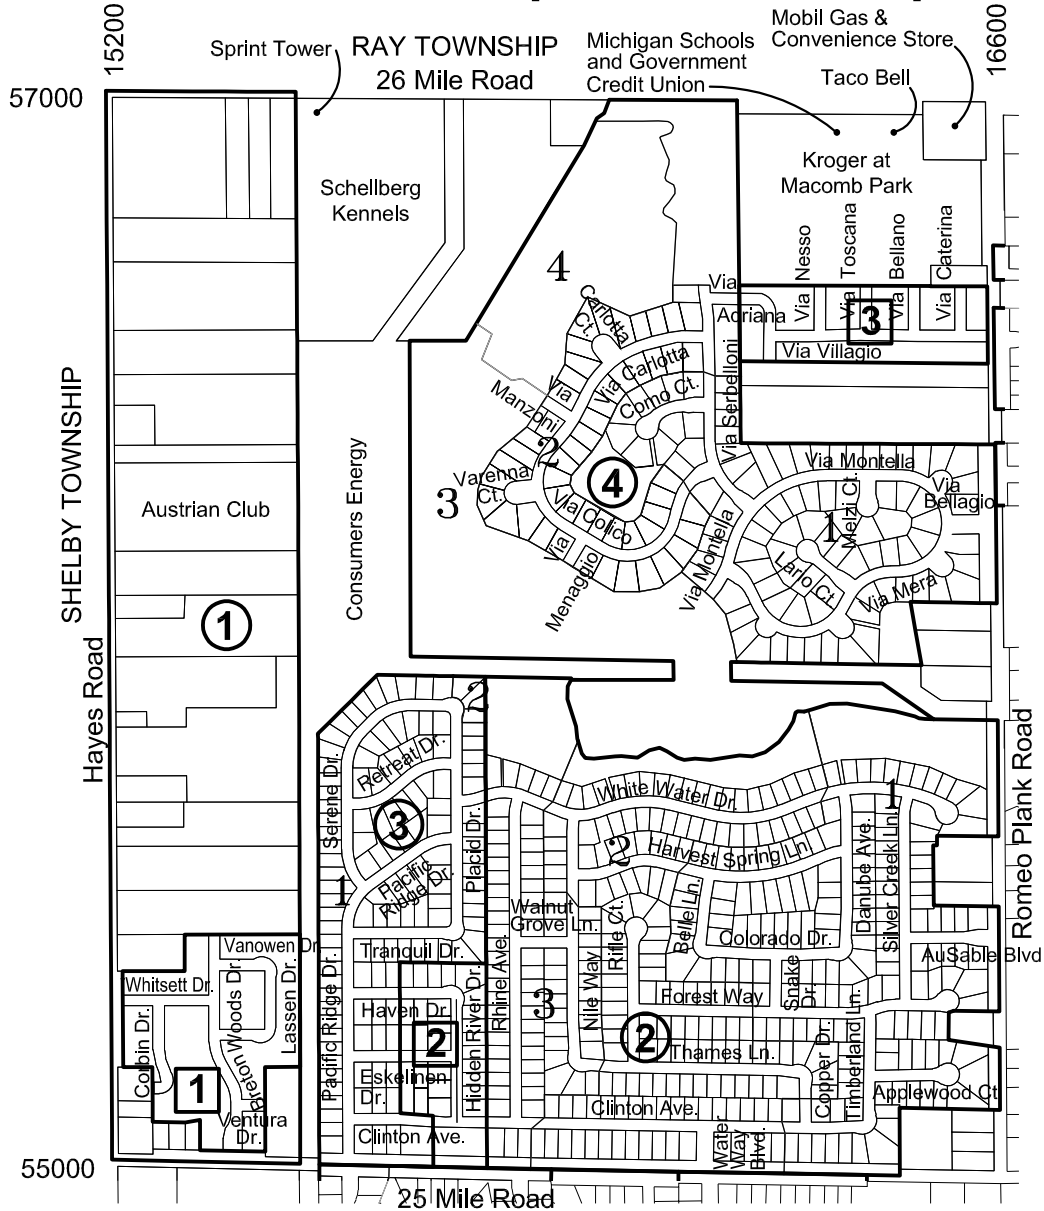 15200
16600
Mobil Gas &
Convenience Store
Sprint Tower
RAY TOWNSHIP
26 Mile Road
Michigan Schools
and Government
Credit Union
Taco Bell
57000
Kroger at
Macomb Park
Schellberg
Kennels
Via Nesso
Via Toscana
Via Bellano
Via Caterina
4
Via
Adriana
3
Via Villagio
Carlotta
Ct.
Via Carlotta
Como Ct.
Via Serbelloni
Via
Manzoni
2
4
Varenna
Ct.
3
Via Colico
Via Montella
Via
Bellagio
Melzi Ct.
1
Via Montella
Lario Ct.
Via Mera
Via
Menaggio
SHELBY TOWNSHIP
Hayes Road
Austrian Club
Consumers Energy
1
2
Retreat Dr.
Serene Dr.
3
Placid Dr.
Pacific
Ridge Dr.
1
White Water Dr.
1
2
Harvest Spring Ln.
Danube Ave.
Silver Creek Ln.
Romeo Plank Road
Walnut
Grove Ln.
Rifle Ct.
Belle Ln.
Colorado Dr.
AuSable Blvd
Vanowen Dr.
Tranquil Dr.
Whitsett Dr.
Breton Woods Dr.
Lassen Dr.
Pacific Ridge Dr.
Haven Dr.
Hidden River Dr.
Rhine Ave.
3
Nile Way
Forest Way
Snake
Dr.
2
2
Thames Ln.
Copper Dr.
Timberland Ln.
Corbin Dr.
1
Eskelinen
Dr.
Applewood Ct.
Ventura
Dr.
Clinton Ave.
Clinton Ave.
Water
Way
Blvd.
55000
25 Mile Road